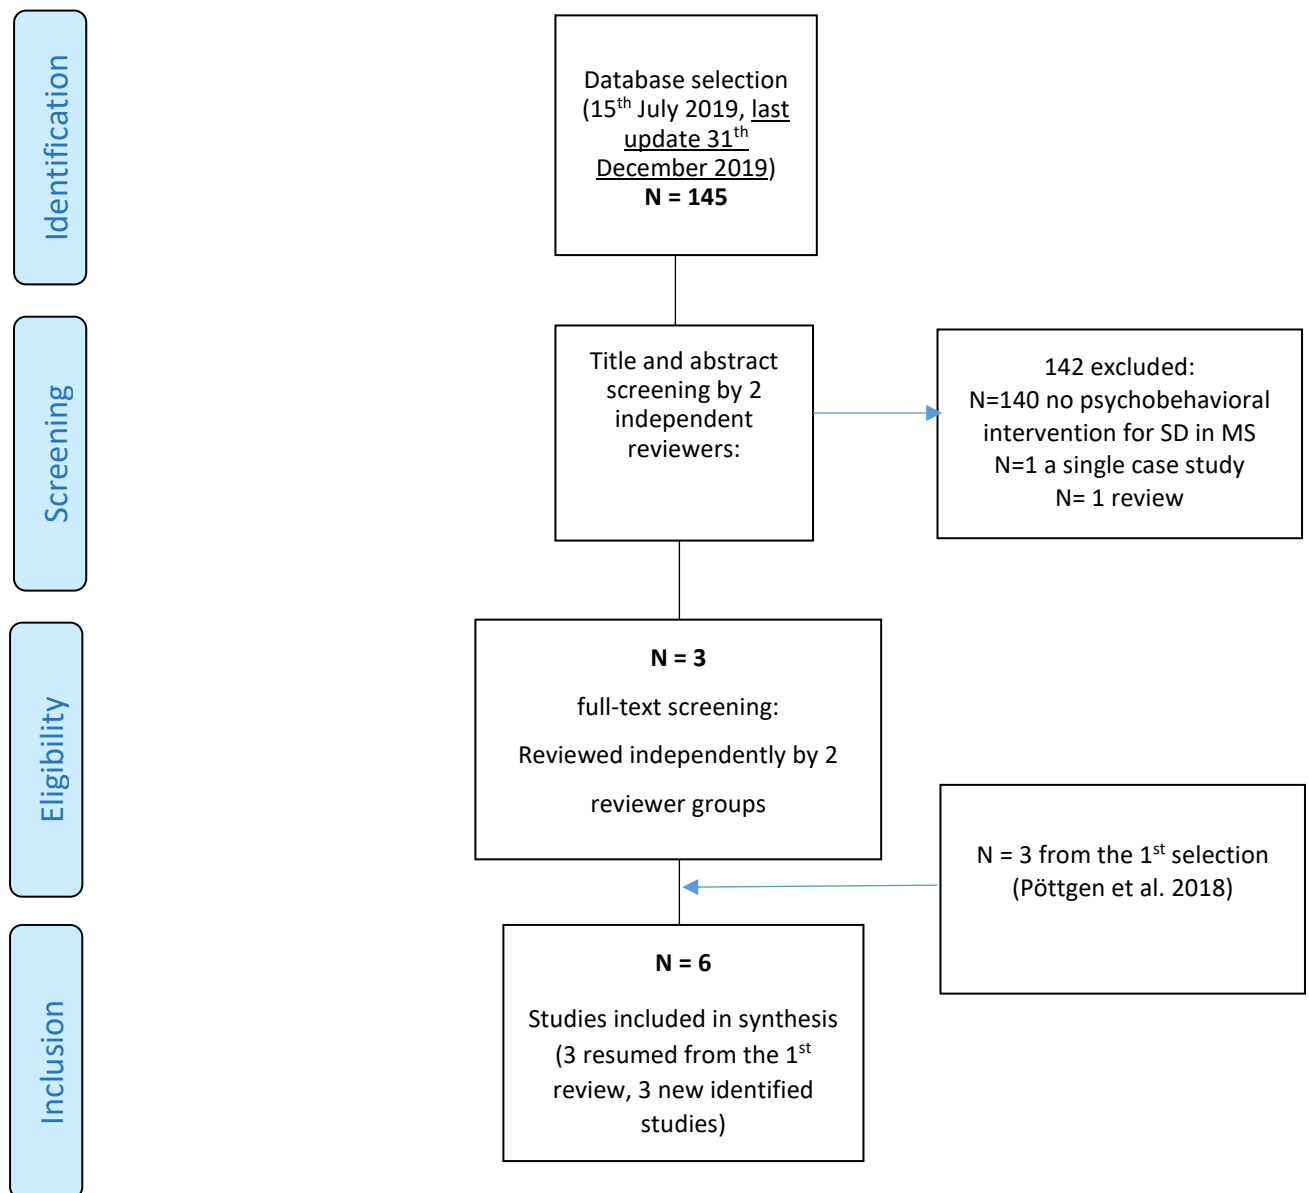 Identification
Database selection
(15th July 2019, last
update 31th
December 2019)
N = 145
Screening
Title and abstract
screening by 2
independent
reviewers:
142 excluded:
N=140 no psychobehavioral
intervention for SD in MS
N=1 a single case study
N= 1 review
Eligibility
N = 3
full-text screening:
Reviewed independently by 2
reviewer groups
N = 3 from the 1st selection
(Pöttgen et al. 2018)
Inclusion
N = 6
Studies included in synthesis
(3 resumed from the 1st
review, 3 new identified
studies)